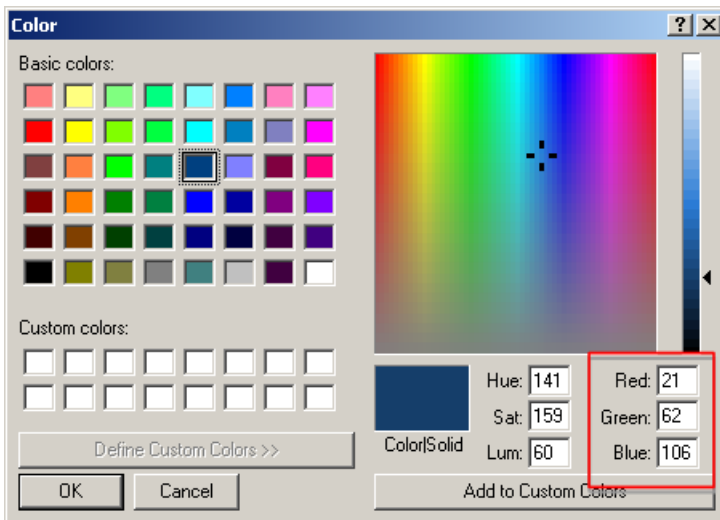 Color
Basic colors:
Custom colors:
Define Custom Colors >>
OK
Cancel
Color|Solid
Hue: 141
Sat: 159
Lum: 60
Red: 21
Green: 62
Blue: 106
Add to Custom Colors